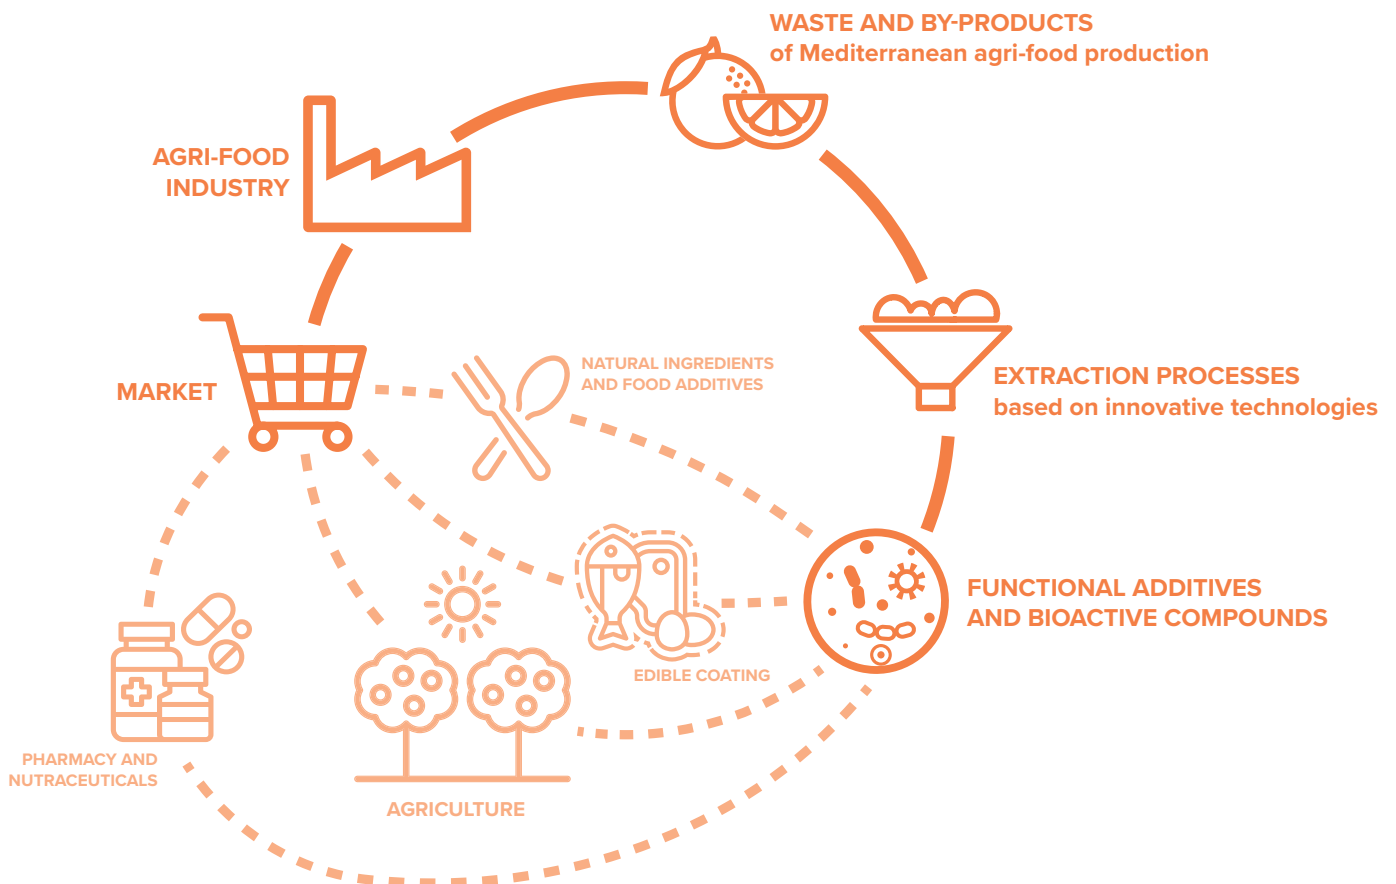 WASTE AND BY-PRODUCTS
of Mediterranean agri-food production
AGRI-FOOD
INDUSTRY
NATURAL INGREDIENTS
AND FOOD ADDITIVES
MARKET
EXTRACTION PROCESSES
based on innovative technologies
FUNCTIONAL ADDITIVES
AND BIOACTIVE COMPOUNDS
EDIBLE COATING
PHARMACY AND
NUTRACEUTICALS
AGRICULTURE